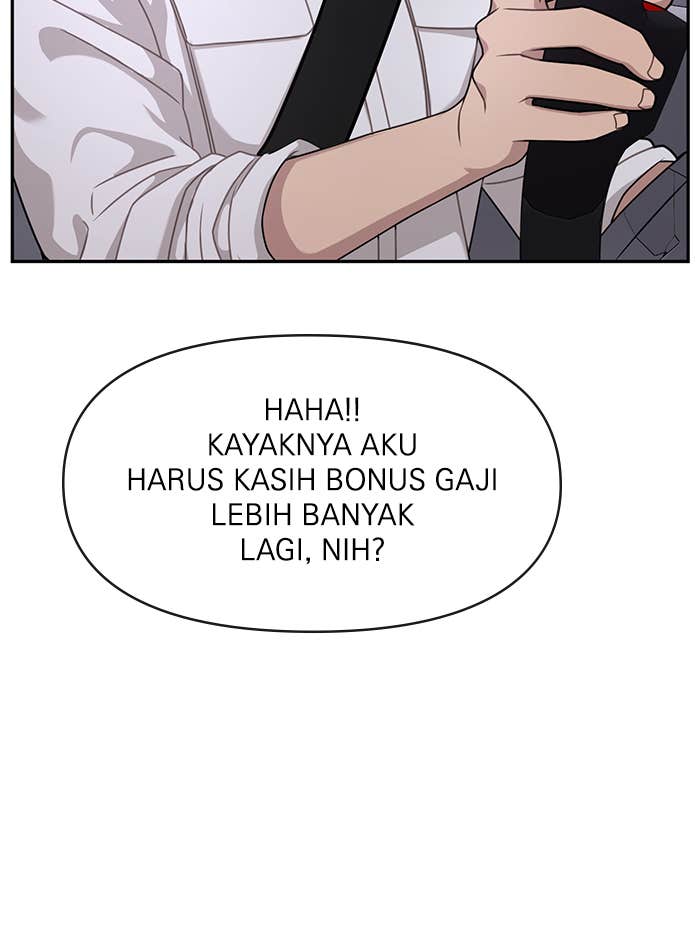 HAHA!!
KAYAKNYA AKU
HARUS KASIH BONUS GAJI
LEBIH BANYAK
LAGI, NIH?